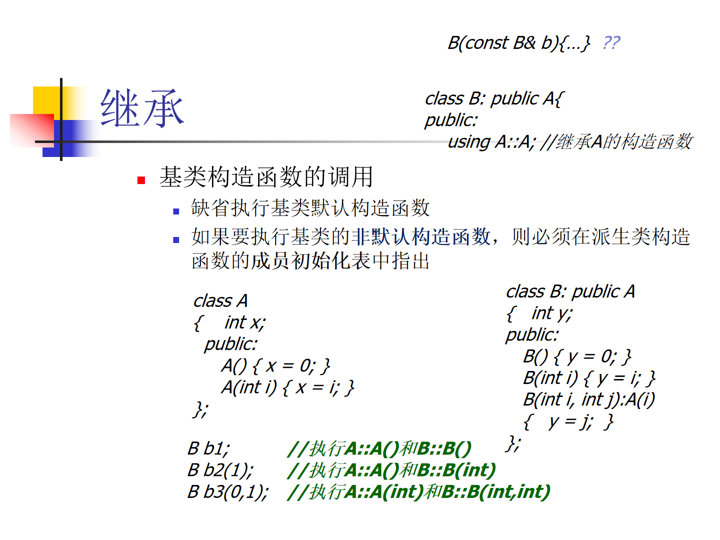 B(const B& b){...} ??
继承
class B: public A{
public:
using A::A; //继承A的构造函数
基类构造函数的调用
缺省执行基类默认构造函数
如果要执行基类的非默认构造函数，则必须在派生类构造
函数的成员初始化表中指出
class A
{ int x;
public:
A() { x = 0; }
A(int i) { x = i; }
};
class B: public A
{ int y;
public:
B() { y = 0; }
B(int i) { y = i; }
B(int i, int j):A(i)
{ y = j; }
};
B b1; //执行A::A()和B::B()
B b2(1); //执行A::A()和B::B(int)
B b3(0,1); //执行A::A(int)和B::B(int,int)